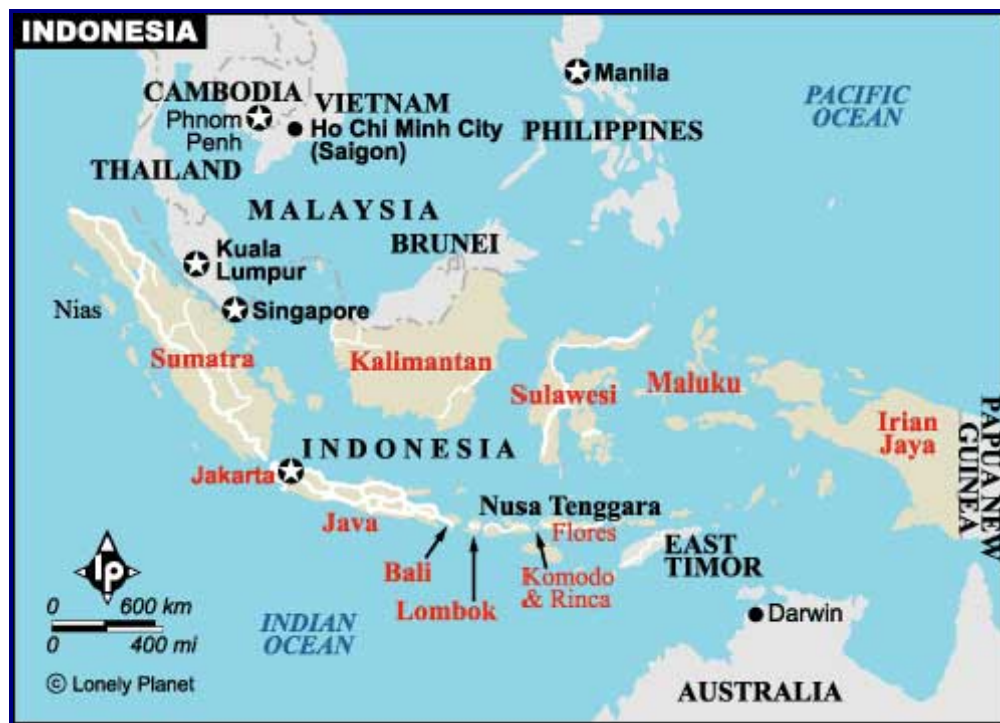 INDONESIA
Manila
CAMBODIA
VIETNAM
PACIFIC
OCEAN
Phnom
Penh
Ho Chi Minh City
(Saigon)
PHILIPPINES
THAILAND
MALAYSIA
BRUNEI
Kuala
Lumpur
Nias
Singapore
Sumatra
Kalimantan
Sulawesi
Maluku
Irian
Jaya
PAPUA NEW
GUINEA
INDONESIA
Jakarta
Java
Nusa Tenggara
Flores
Bali
Lombok
Komodo
& Rinca
EAST
TIMOR
lp
0 600 km
0 400 mi
INDIAN
OCEAN
Darwin
© Lonely Planet
AUSTRALIA